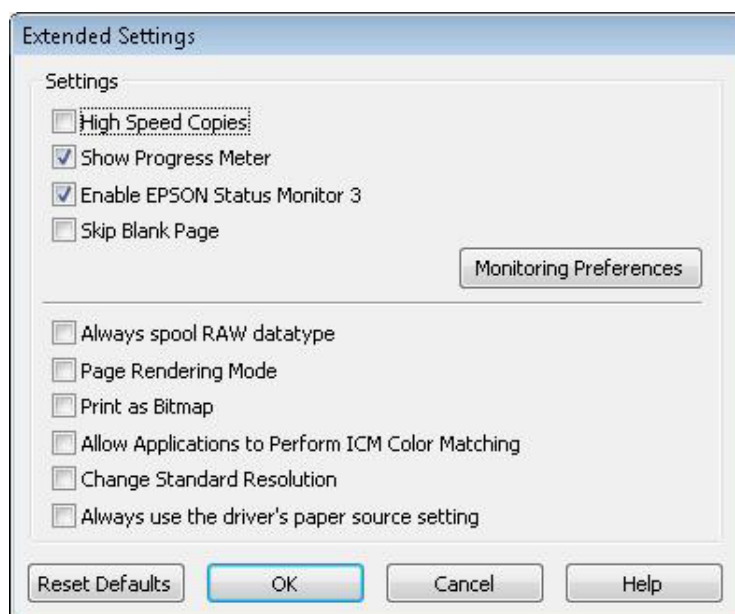 Extended Settings
Settings
High Speed Copies
Show Progress Meter
Enable EPSON Status Monitor 3
Skip Blank Page
Monitoring Preferences
Always spool RAW datatype
Page Rendering Mode
Print as Bitmap
Allow Applications to Perform ICM Color Matching
Change Standard Resolution
Always use the driver's paper source setting
Reset Defaults OK Cancel Help